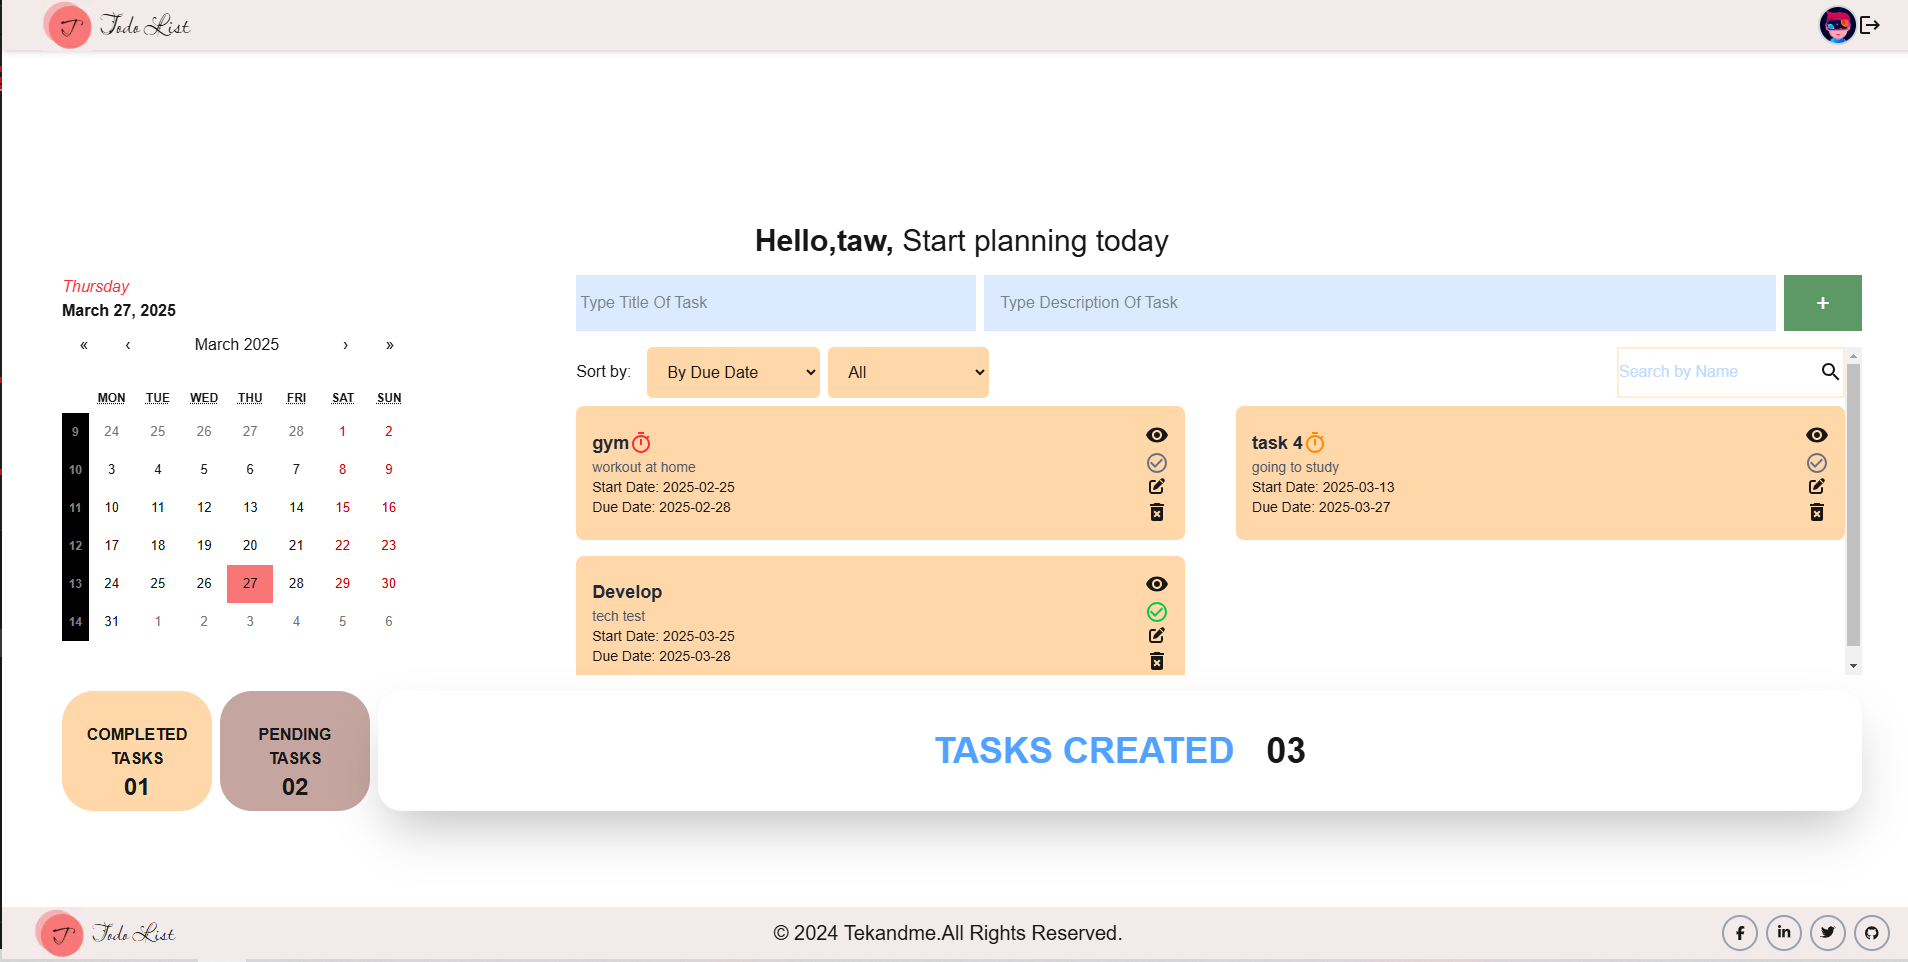 T Todo List
Hello,taw, Start planning today
Thursday
March 27, 2025
« ‹ March 2025 › »
MON TUE WED THU FRI SAT SUN
9 24 25 26 27 28 1 2
10 3 4 5 6 7 8 9
11 10 11 12 13 14 15 16
12 17 18 19 20 21 22 23
13 24 25 26 27 28 29 30
14 31 1 2 3 4 5 6
Type Title Of Task Type Description Of Task +
Sort by: By Due Date All Search by Name
gym
workout at home
Start Date: 2025-02-25
Due Date: 2025-02-28
task 4
going to study
Start Date: 2025-03-13
Due Date: 2025-03-27
Develop
tech test
Start Date: 2025-03-25
Due Date: 2025-03-28
COMPLETED
TASKS
01
PENDING
TASKS
02
TASKS CREATED 03
T Todo List
© 2024 Tekandme.All Rights Reserved.